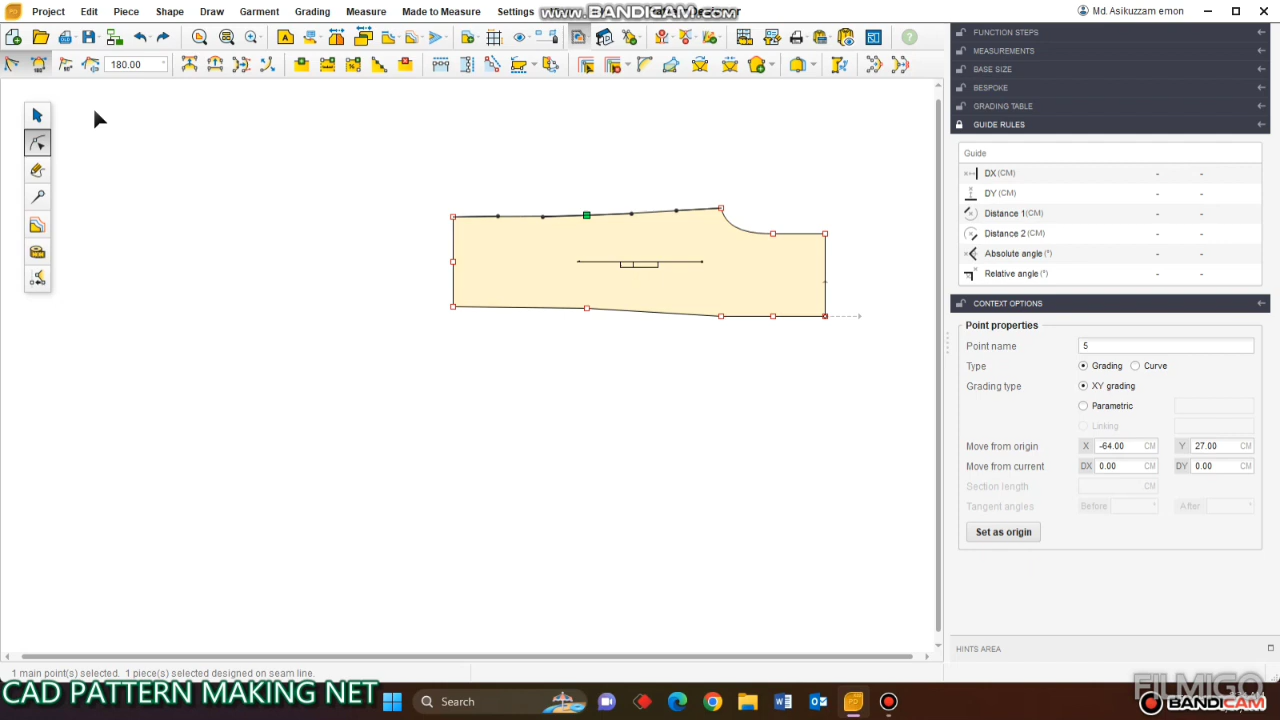 Project Edit Piece Shape Draw Garment Grading Measure Made to Measure Settings
www.BANDICAM.com
Md. Asikuzzam emon
180.00
FUNCTION STEPS
MEASUREMENTS
BASE SIZE
BESPOKE
GRADING TABLE
GUIDE RULES
Guide
DX (CM) - -
DY (CM) - -
Distance 1(CM) - -
Distance 2 (CM) - -
Absolute angle (°) - -
Relative angle (°) - -
CONTEXT OPTIONS
Point properties
Point name 5
Type Grading Curve
Grading type XY grading
Parametric
Linking
Move from origin X -64.00 CM Y 27.00 CM
Move from current DX 0.00 CM DY 0.00 CM
Section length CM
Tangent angles Before ° After °
Set as origin
HINTS AREA
1 main point(s) selected. 1 piece(s) selected designed on seam line.
CAD PATTERN MAKING NET
Search
FILMIGO
BANDICAM